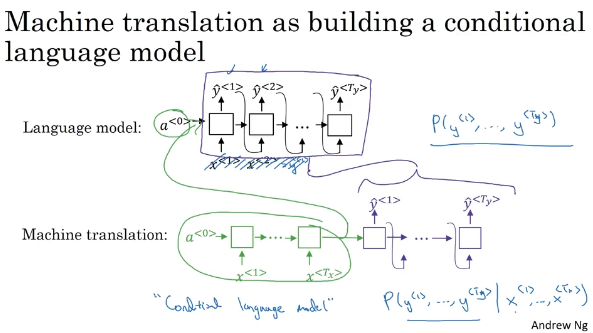 Machine translation as building a conditional
language model
ŷ<1> ŷ<2> ŷ<Ty>
Language model: a<0> ...
x<1> x<2>
P(y<1>, ..., y<Ty>)
ŷ<1> ŷ<Ty>
Machine translation: a<0> ... ...
x<1> x<Tx>
"Conditional language model" P(y<1>, ..., y<Ty> | x<1>, ..., x<Tx>)
Andrew Ng